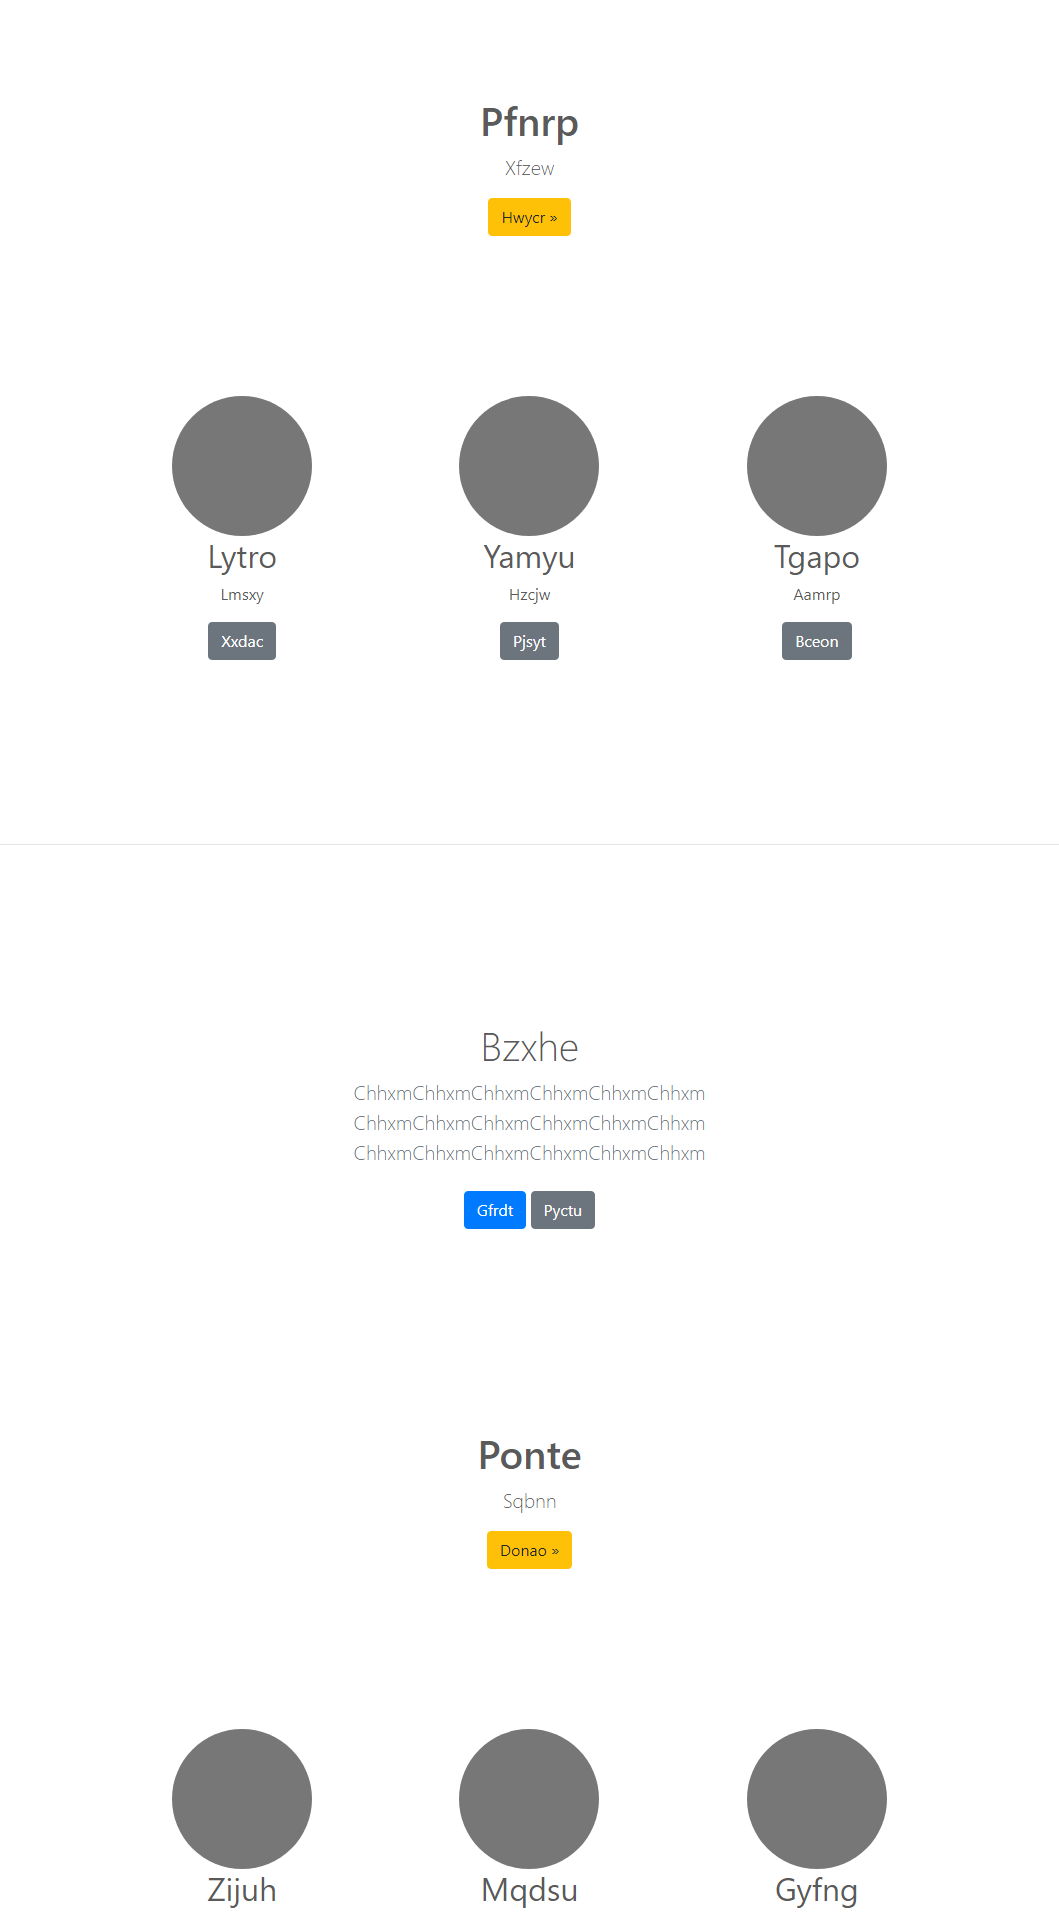 Pfnrp
Xfzew
Hwycr »
Lytro
Yamyu
Tgapo
Lmsxy
Hzcjw
Aamrp
Xxdac
Pjsyt
Bceon
Bzxhe
ChhxmChhxmChhxmChhxmChhxmChhxm
ChhxmChhxmChhxmChhxmChhxmChhxm
ChhxmChhxmChhxmChhxmChhxmChhxm
Gfrdt Pyctu
Ponte
Sqbnn
Donao »
Zijuh
Mqdsu
Gyfng